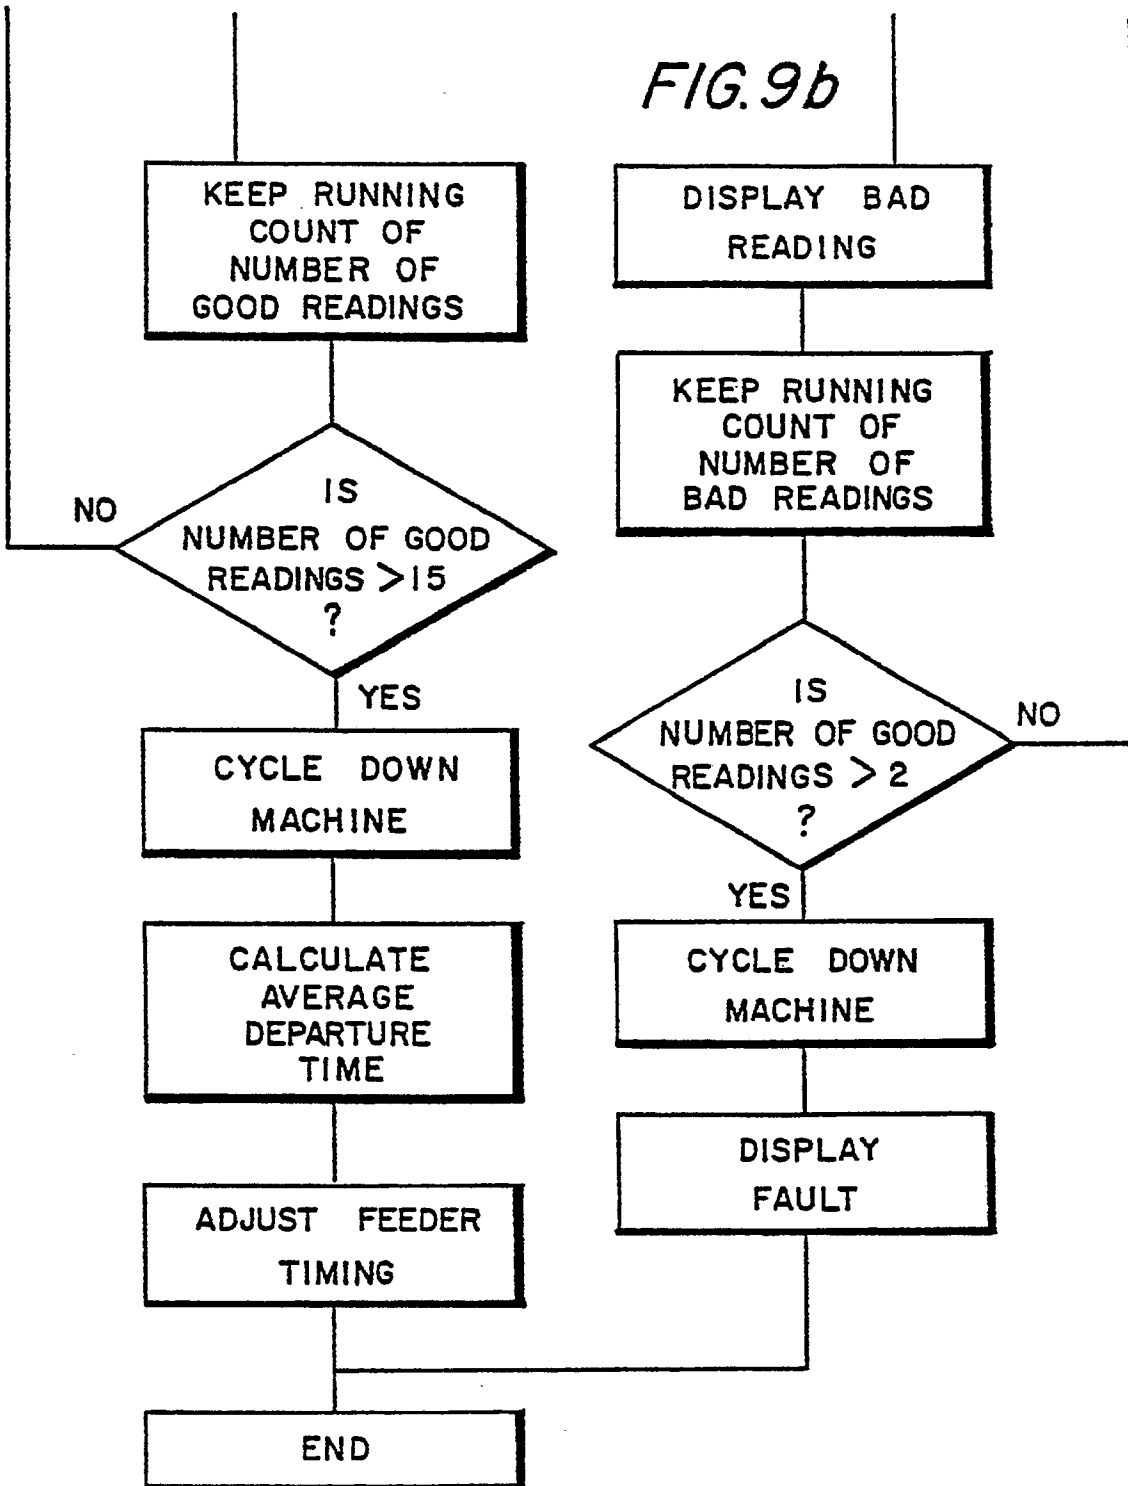 FIG. 9b
KEEP RUNNING
COUNT OF
NUMBER OF
GOOD READINGS
IS
NUMBER OF GOOD
READINGS > 15
?
NO
YES
CYCLE DOWN
MACHINE
CALCULATE
AVERAGE
DEPARTURE
TIME
ADJUST FEEDER
TIMING
DISPLAY BAD
READING
KEEP RUNNING
COUNT OF
NUMBER OF
BAD READINGS
IS
NUMBER OF GOOD
READINGS > 2
?
NO
YES
CYCLE DOWN
MACHINE
DISPLAY
FAULT
END